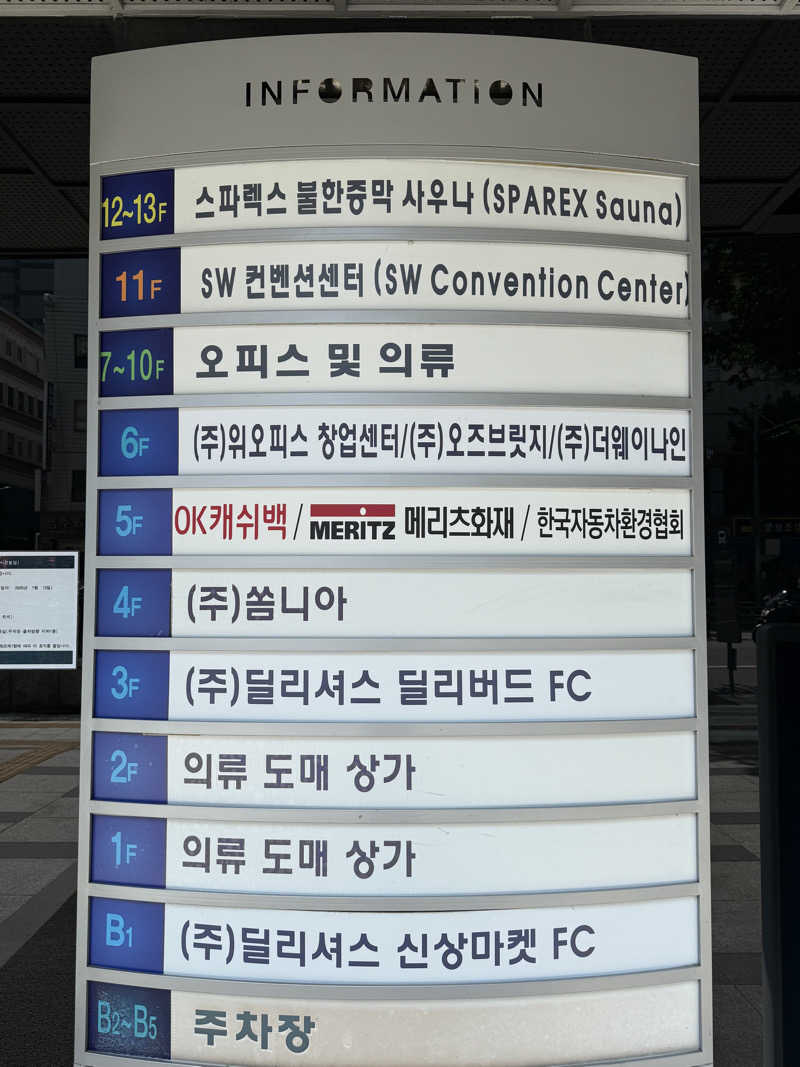 INFORMATION
12~13F 스파렉스 불한증막 사우나 (SPAREX Sauna)
11F SW 컨벤션센터 (SW Convention Center)
7~10F 오피스 및 의류
6F (주)위오피스 창업센터/(주)오즈브릿지/(주)더웨이나인
5F OK캐쉬백 / MERITZ 메리츠화재 / 한국자동차환경협회
4F (주)쏨니아
3F (주)딜리셔스 딜리버드 FC
2F 의류 도매 상가
1F 의류 도매 상가
B1 (주)딜리셔스 신상마켓 FC
B2~B5 주차장